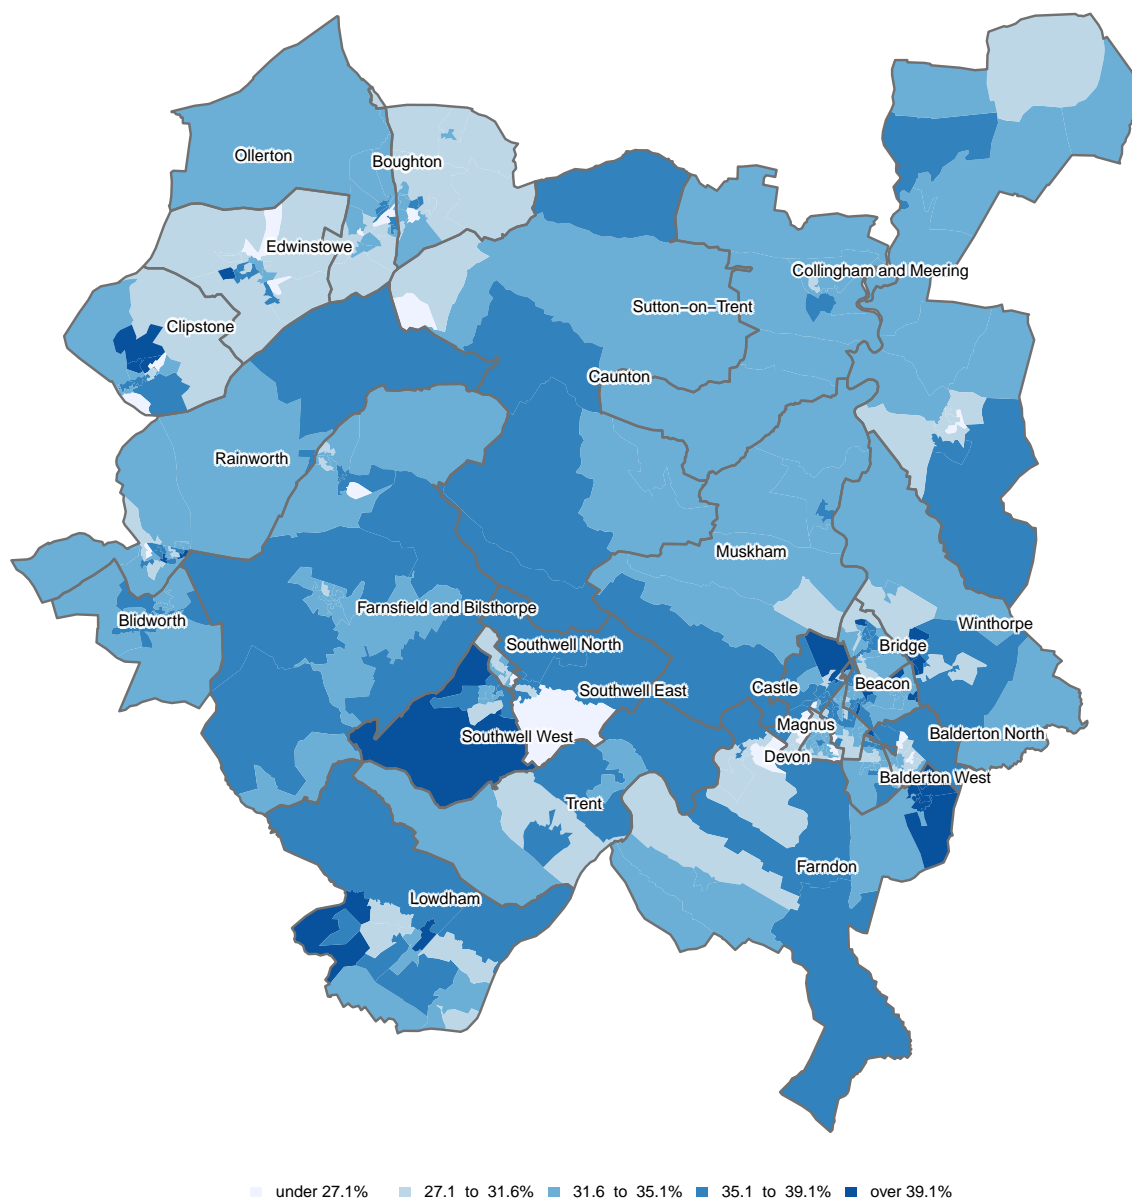 Ollerton
Boughton
Edwinstowe
Collingham and Meering
Sutton−on−Trent
Clipstone
Caunton
Rainworth
Muskham
Farnsfield and Bilsthorpe
Blidworth
Winthorpe
Southwell North
Bridge
Beacon
Southwell East
Castle
Magnus
Southwell West
Balderton North
Devon
Balderton West
Trent
Farndon
Lowdham
under 27.1% 27.1 to 31.6% 31.6 to 35.1% 35.1 to 39.1% over 39.1%